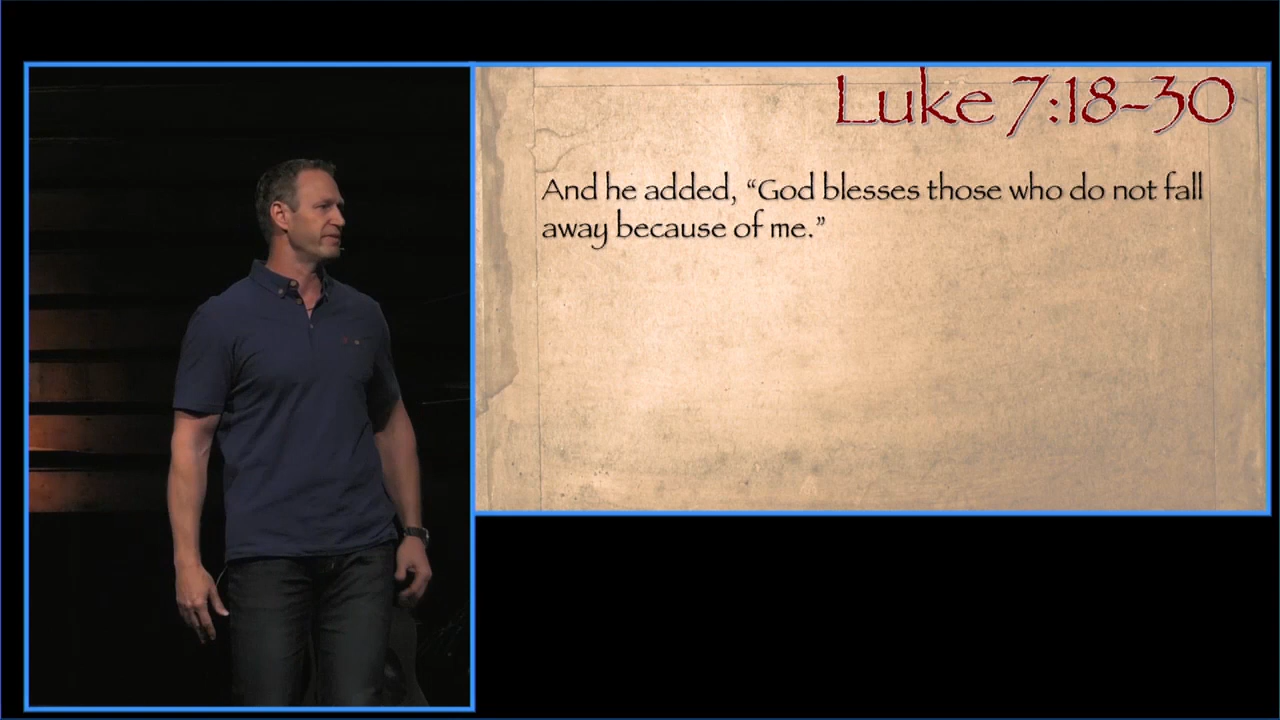 Luke 7:18-30
And he added, “God blesses those who do not fall
away because of me.”